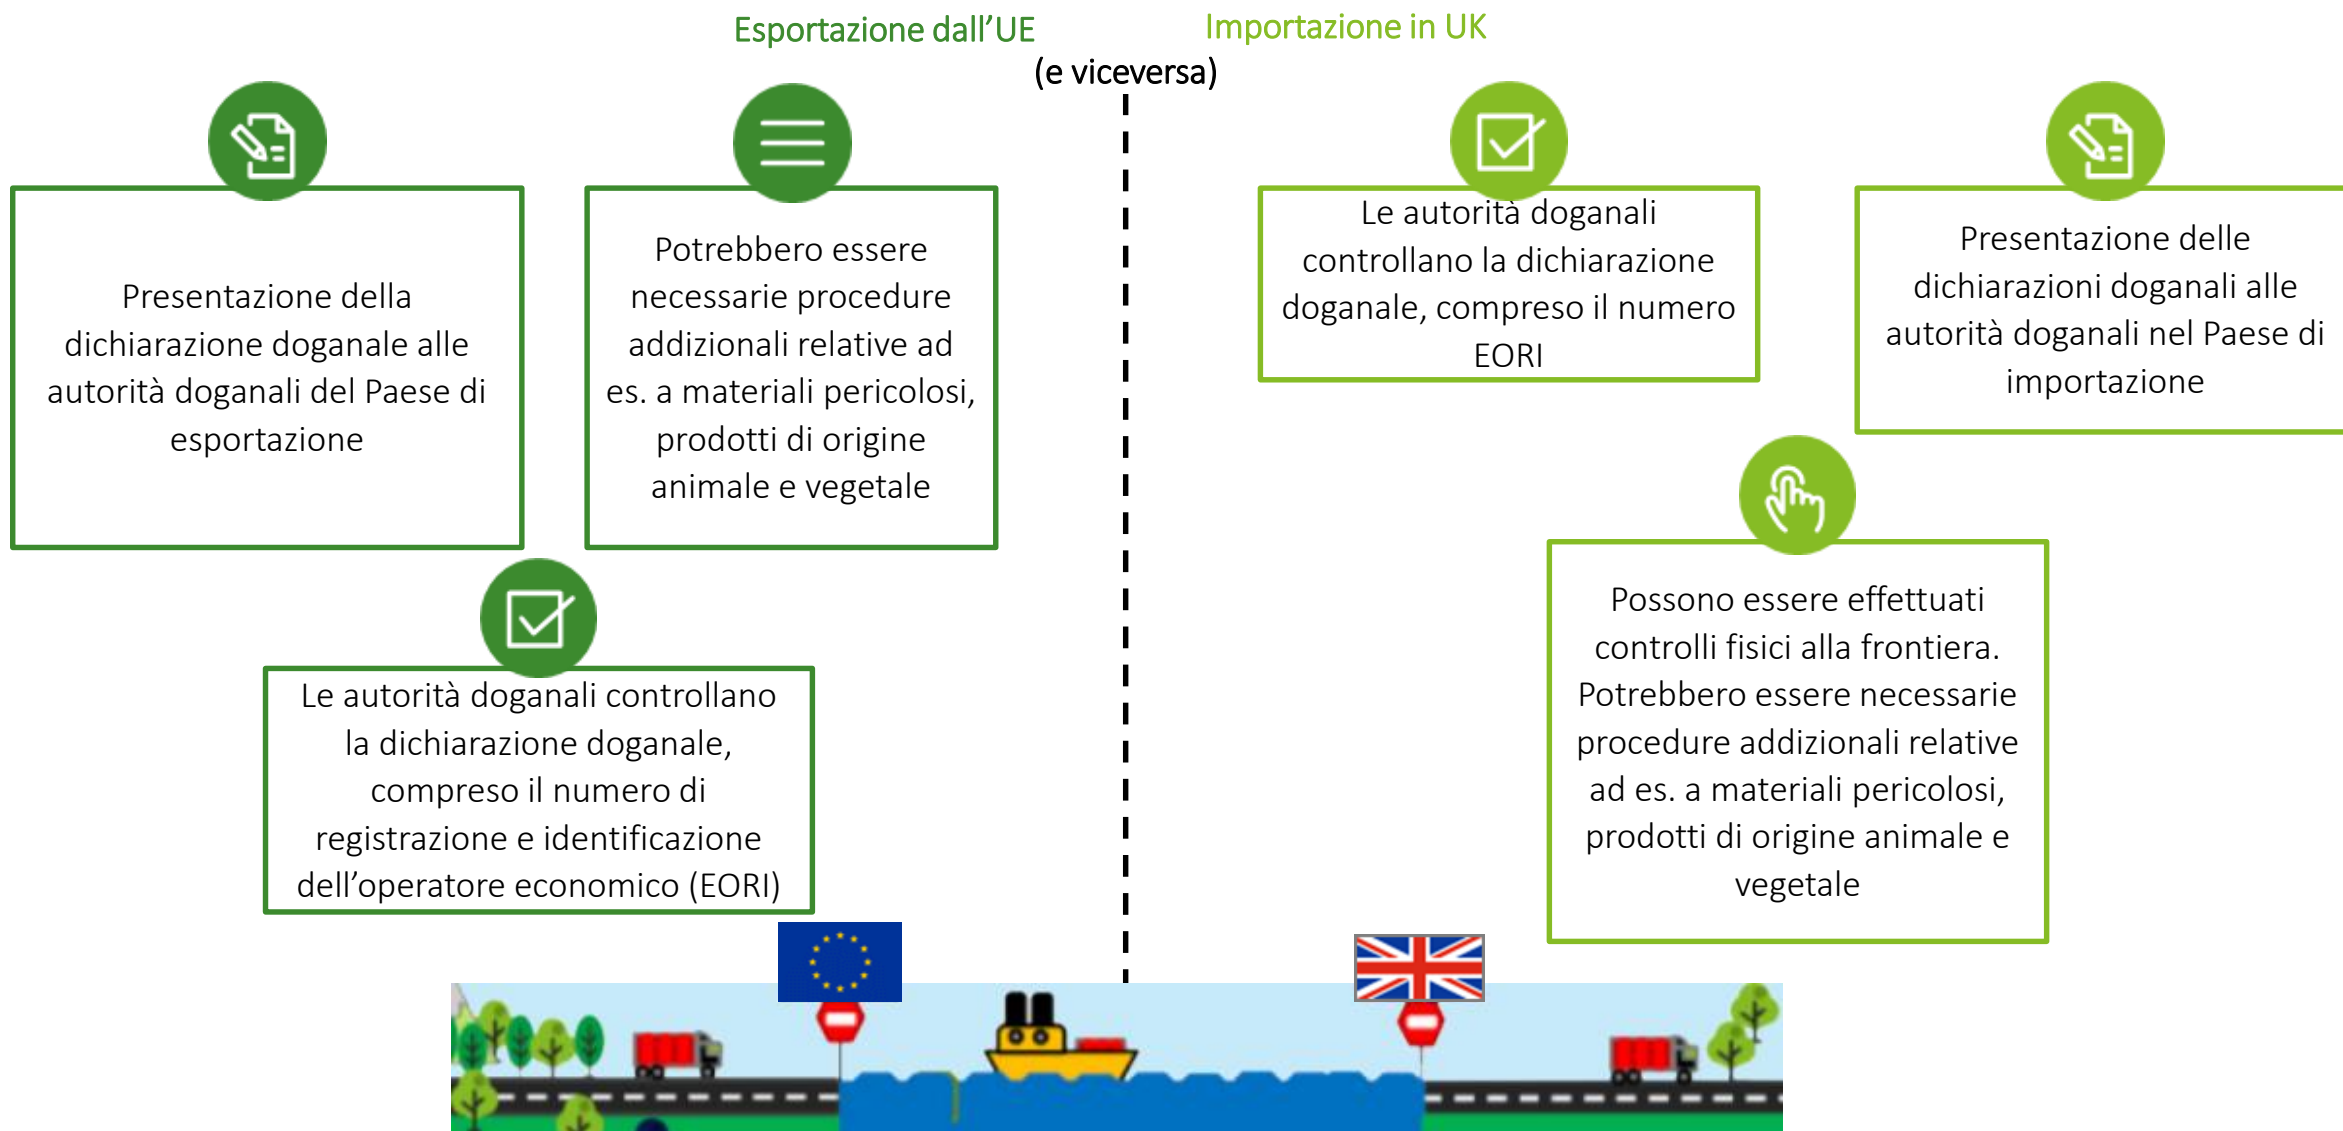 Esportazione dall’UE
Importazione in UK
(e viceversa)
Presentazione della
dichiarazione doganale alle
autorità doganali del Paese di
esportazione
Potrebbero essere
necessarie procedure
addizionali relative ad
es. a materiali pericolosi,
prodotti di origine
animale e vegetale
Le autorità doganali controllano
la dichiarazione doganale,
compreso il numero di
registrazione e identificazione
dell’operatore economico (EORI)
Le autorità doganali
controllano la dichiarazione
doganale, compreso il numero
EORI
Presentazione delle
dichiarazioni doganali alle
autorità doganali nel Paese di
importazione
Possono essere effettuati
controlli fisici alla frontiera.
Potrebbero essere necessarie
procedure addizionali relative
ad es. a materiali pericolosi,
prodotti di origine animale e
vegetale